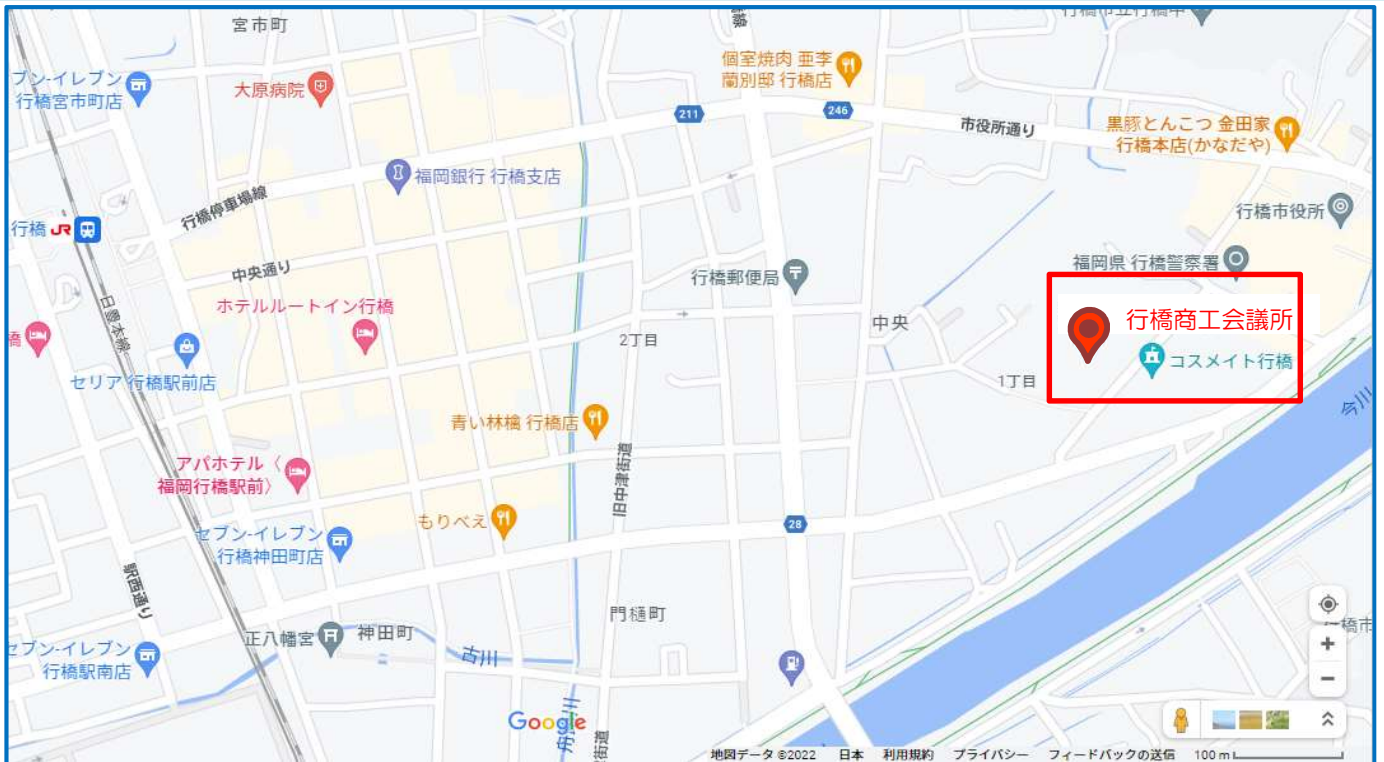 宮市町
大原病院
ブン-イレブン
行橋宮市町店
個室焼肉 亜李
蘭別邸 行橋店
211
246
市役所通り
黒豚とんこつ 金田家
行橋本店(かなだや)
福岡銀行 行橋支店
行橋停車場線
行橋市役所
行橋 JR
中央通り
福岡県 行橋警察署
行橋郵便局
日豊本線
ホテルルートイン行橋
行橋商工会議所
中央
2丁目
橋
コスメイト行橋
セリア 行橋駅前店
1丁目
今川
青い林檎 行橋店
旧中津街道
アパホテル〈
福岡行橋駅前〉
もりべえ
28
セブン-イレブン
行橋神田町店
駅西通り
門樋町
正八幡宮
神田町
古川
セブン-イレブン
行橋駅南店
Google
街道
地図データ ©2022 日本 利用規約 プライバシー フィードバックの送信 100 m